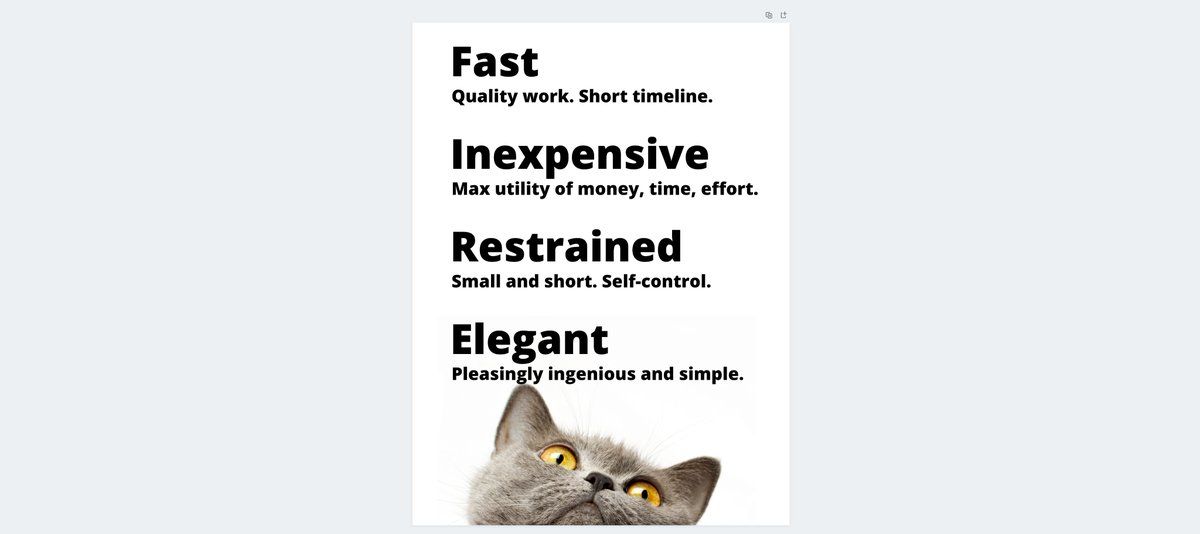 Fast
Quality work. Short timeline.
Inexpensive
Max utility of money, time, effort.
Restrained
Small and short. Self-control.
Elegant
Pleasingly ingenious and simple.